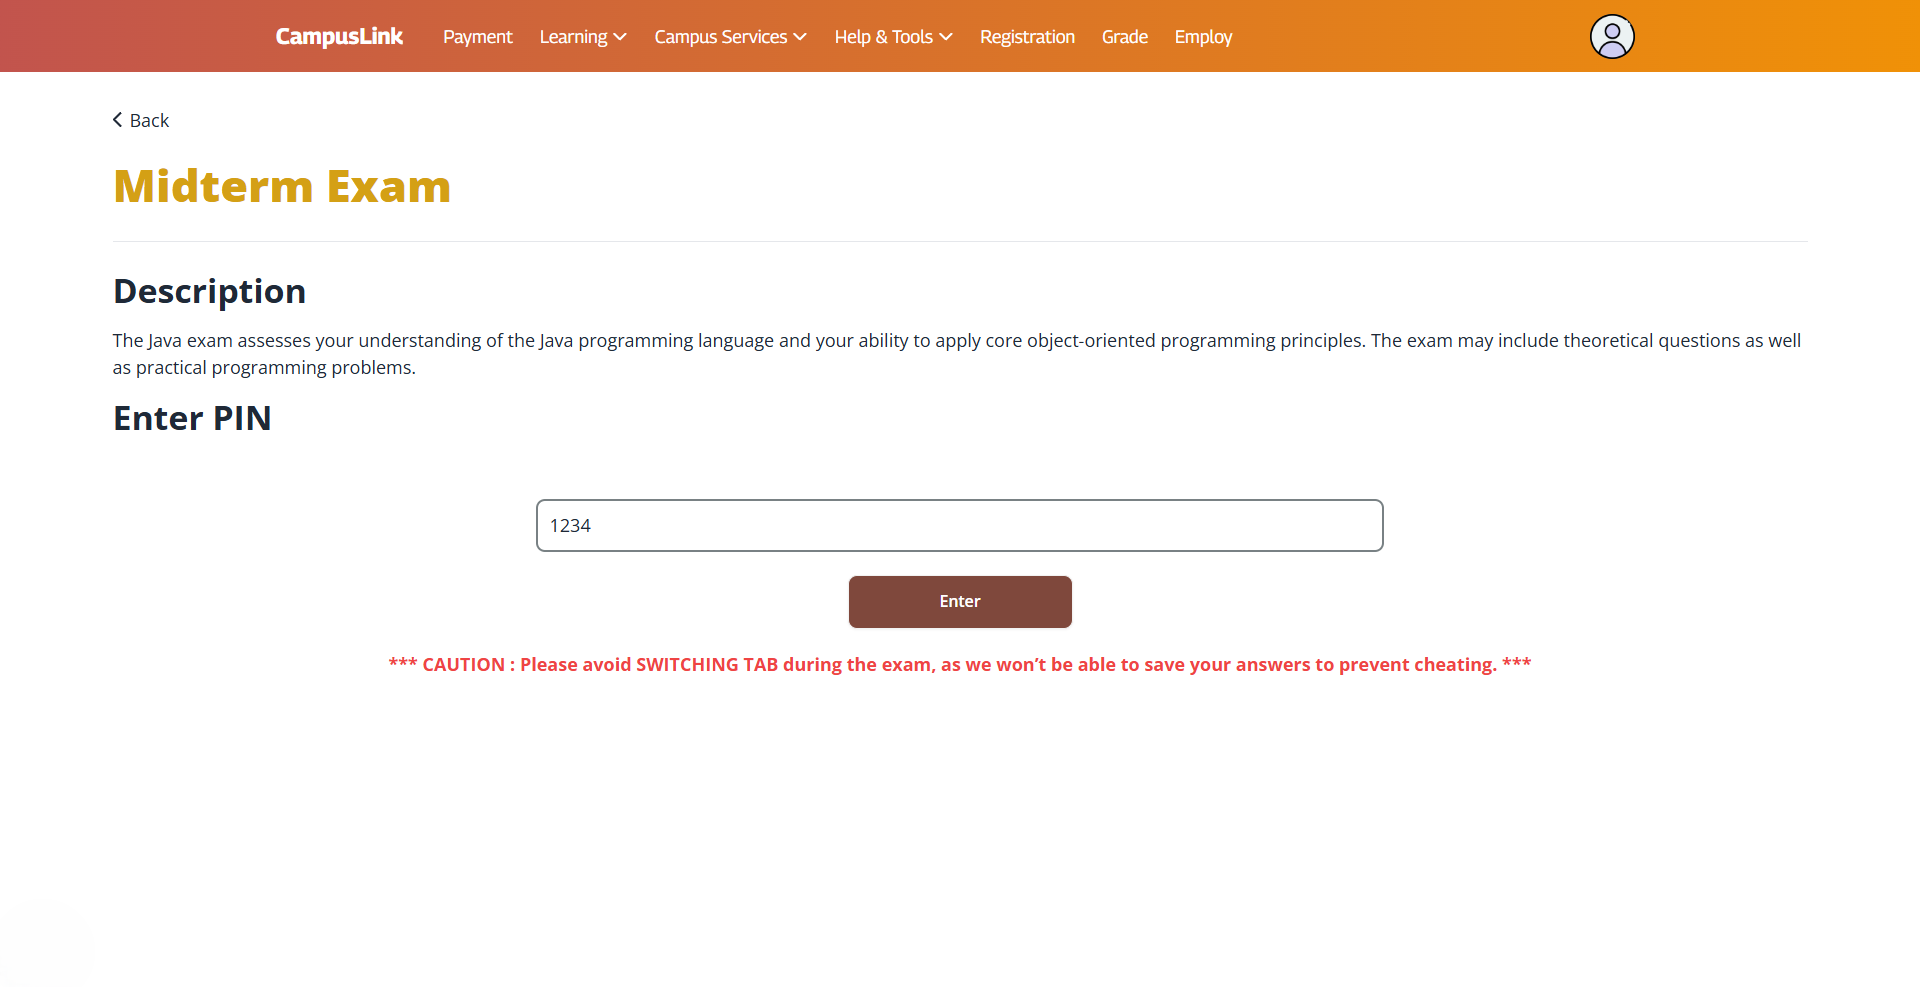 CampusLink Payment Learning Campus Services Help & Tools Registration Grade Employ
Back
Midterm Exam
Description
The Java exam assesses your understanding of the Java programming language and your ability to apply core object-oriented programming principles. The exam may include theoretical questions as well
as practical programming problems.
Enter PIN
1234
Enter
*** CAUTION : Please avoid SWITCHING TAB during the exam, as we won’t be able to save your answers to prevent cheating. ***